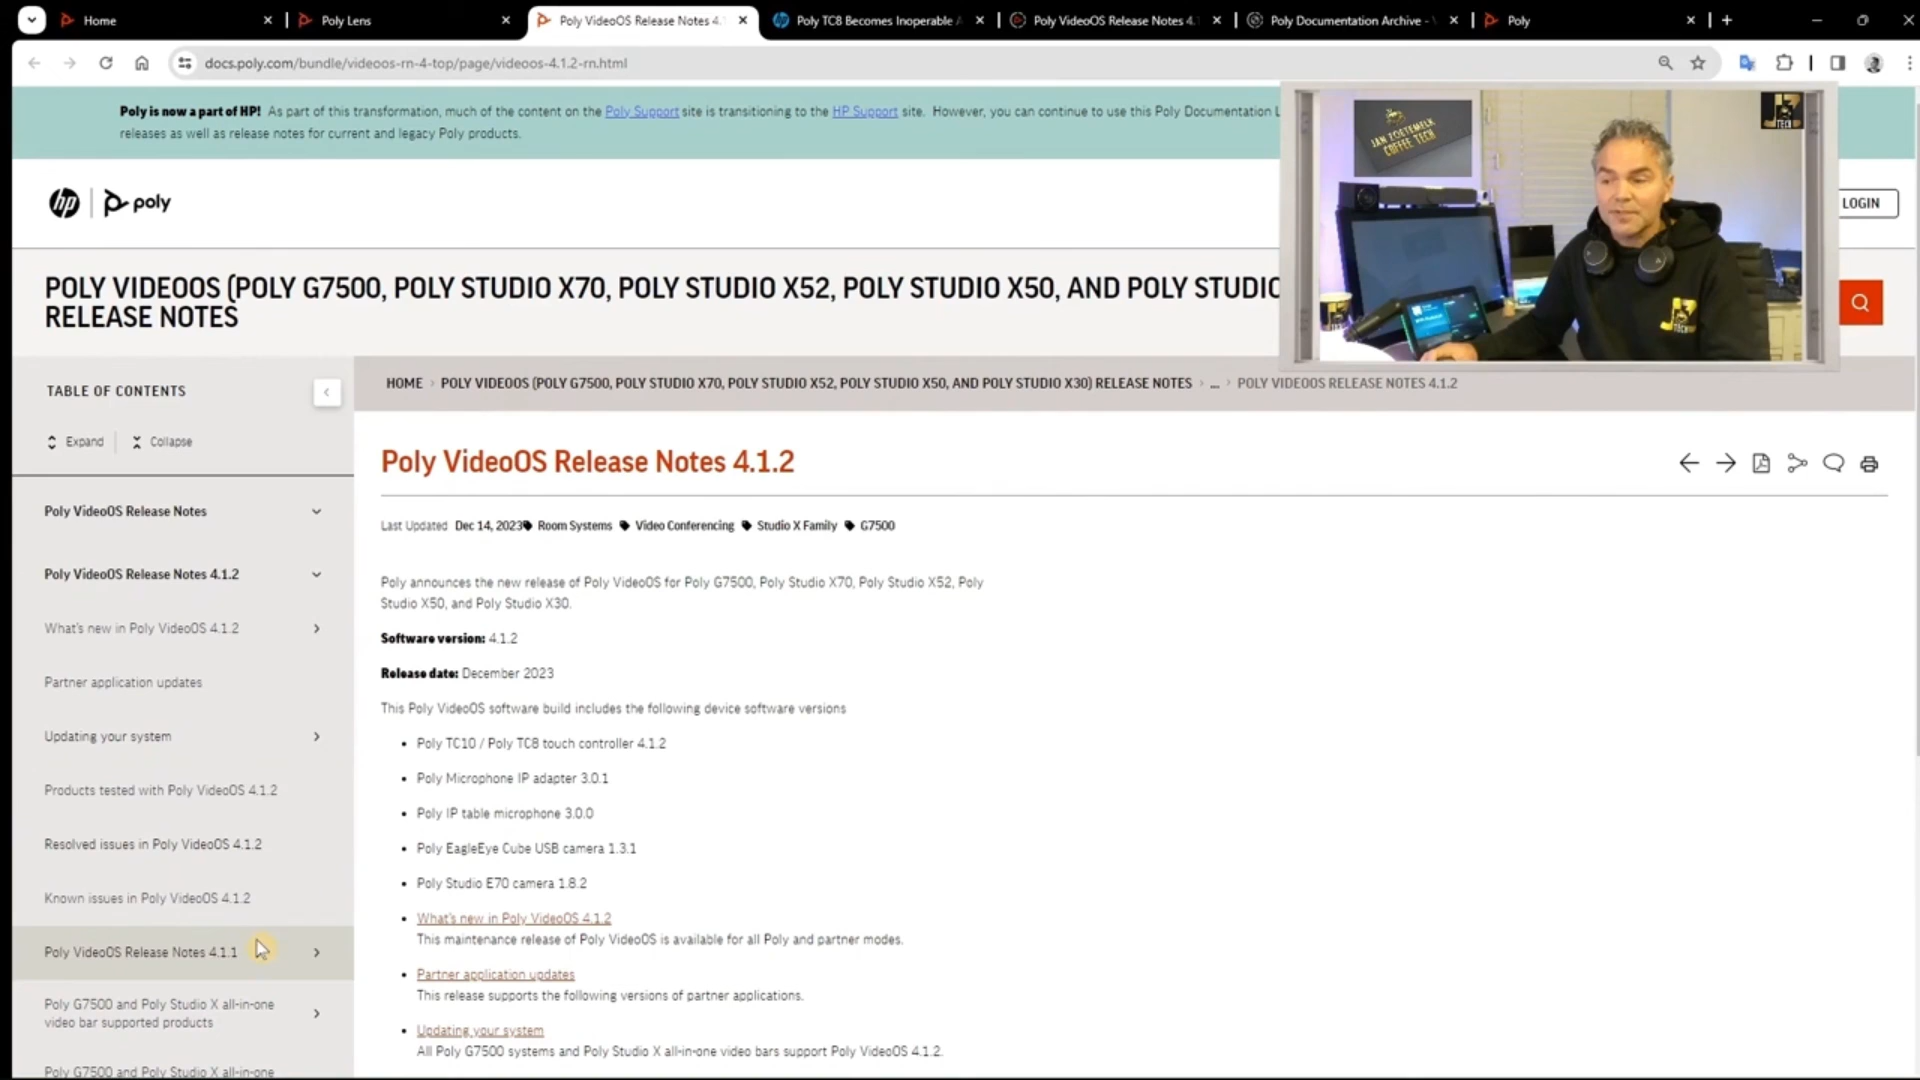 Home
Poly Lens
Poly VideoOS Release Notes 4.
Poly TC8 Becomes Inoperable
Poly VideoOS Release Notes 4.
Poly Documentation Archive -
Poly
docs.poly.com/bundle/videoos-rn-4-top/page/videoos-4.1.2-rn.html
Poly is now a part of HP! As part of this transformation, much of the content on the Poly Support site is transitioning to the HP Support site. However, you can continue to use this Poly Documentation L
releases as well as release notes for current and legacy Poly products.
JAN ZOETEMELK
COFFEE TECH
TECH
hp poly
LOGIN
POLY VIDEOOS (POLY G7500, POLY STUDIO X70, POLY STUDIO X52, POLY STUDIO X50, AND POLY STUDIO
RELEASE NOTES
TABLE OF CONTENTS
HOME > POLY VIDEOOS (POLY G7500, POLY STUDIO X70, POLY STUDIO X52, POLY STUDIO X50, AND POLY STUDIO X30) RELEASE NOTES > ... > POLY VIDEOOS RELEASE NOTES 4.1.2
Expand Collapse
Poly VideoOS Release Notes 4.1.2
Poly VideoOS Release Notes
Last Updated Dec 14, 2023 Room Systems Video Conferencing Studio X Family G7500
Poly VideoOS Release Notes 4.1.2
What's new in Poly VideoOS 4.1.2
Partner application updates
Updating your system
Products tested with Poly VideoOS 4.1.2
Resolved issues in Poly VideoOS 4.1.2
Known issues in Poly VideoOS 4.1.2
Poly VideoOS Release Notes 4.1.1
Poly G7500 and Poly Studio X all-in-one
video bar supported products
Poly G7500 and Poly Studio X all-in-one
Poly announces the new release of Poly VideoOS for Poly G7500, Poly Studio X70, Poly Studio X52, Poly
Studio X50, and Poly Studio X30.
Software version: 4.1.2
Release date: December 2023
This Poly VideoOS software build includes the following device software versions
• Poly TC10 / Poly TC8 touch controller 4.1.2
• Poly Microphone IP adapter 3.0.1
• Poly IP table microphone 3.0.0
• Poly EagleEye Cube USB camera 1.3.1
• Poly Studio E70 camera 1.8.2
• What's new in Poly VideoOS 4.1.2
This maintenance release of Poly VideoOS is available for all Poly and partner modes.
• Partner application updates
This release supports the following versions of partner applications.
• Updating your system
All Poly G7500 systems and Poly Studio X all-in-one video bars support Poly VideoOS 4.1.2.